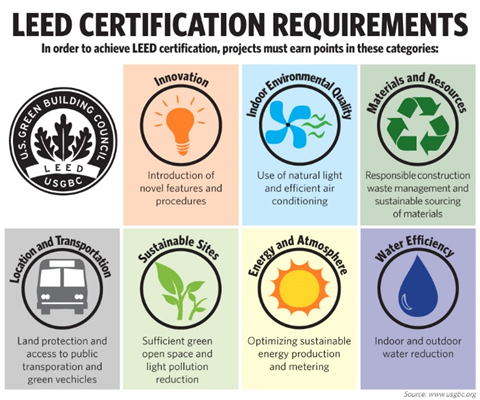 LEED CERTIFICATION REQUIREMENTS
In order to achieve LEED certification, projects must earn points in these categories:
U.S. GREEN BUILDING COUNCIL
LEED
USGBC
Innovation
Introduction of
novel features and
procedures
Indoor Environmental Quality
Use of natural light
and efficient air
conditioning
Materials and Resources
Responsible construction
waste management and
sustainable sourcing
of materials
Location and Transportation
Land protection and
access to public
transporation and
green vechicles
Sustainable Sites
Sufficient green
open space and
light pollution
reduction
Energy and Atmosphere
Optimizing sustainable
energy production
and metering
Water Efficiency
Indoor and outdoor
water reduction
Source: www.usgbc.org